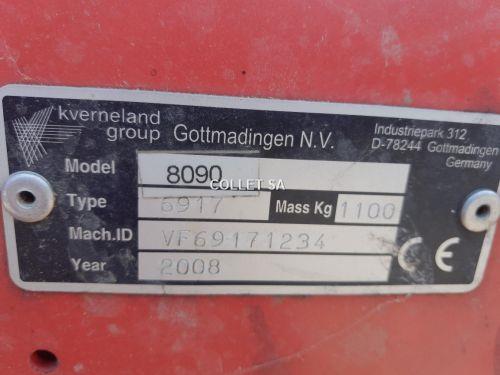 kverneland
group Gottmadingen N.V.
Industriepark 312
D-78244 Gottmadingen
Germany
Model 8090
COLLET SA
Type 6917 Mass Kg 1100
Mach.ID VF69171234
Year 2008
CE